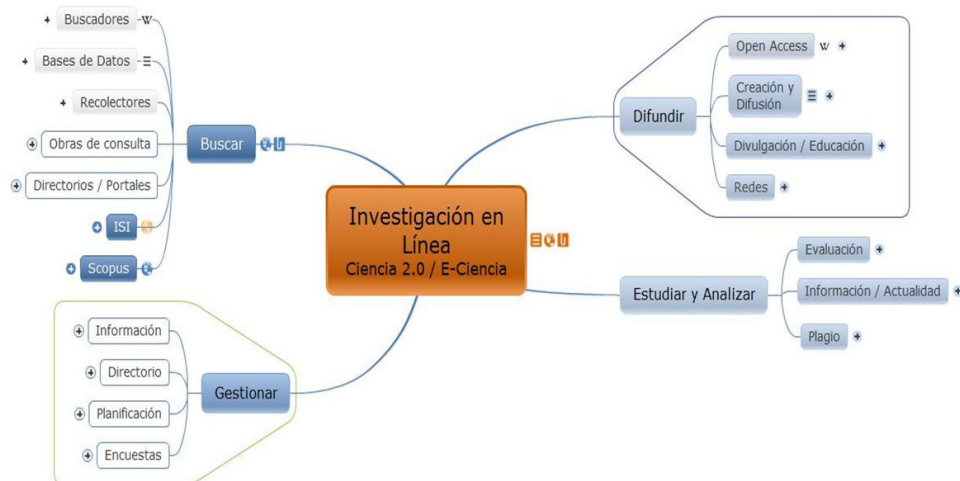 Investigación en
Línea
Ciencia 2.0 / E-Ciencia
Buscar
Buscadores
W
Bases de Datos
Recolectores
Obras de consulta
Directorios / Portales
ISI
Scopus
Difundir
Open Access
W
Creación y
Difusión
Divulgación / Educación
Redes
Estudiar y Analizar
Evaluación
Información / Actualidad
Plagio
Gestionar
Información
Directorio
Planificación
Encuestas